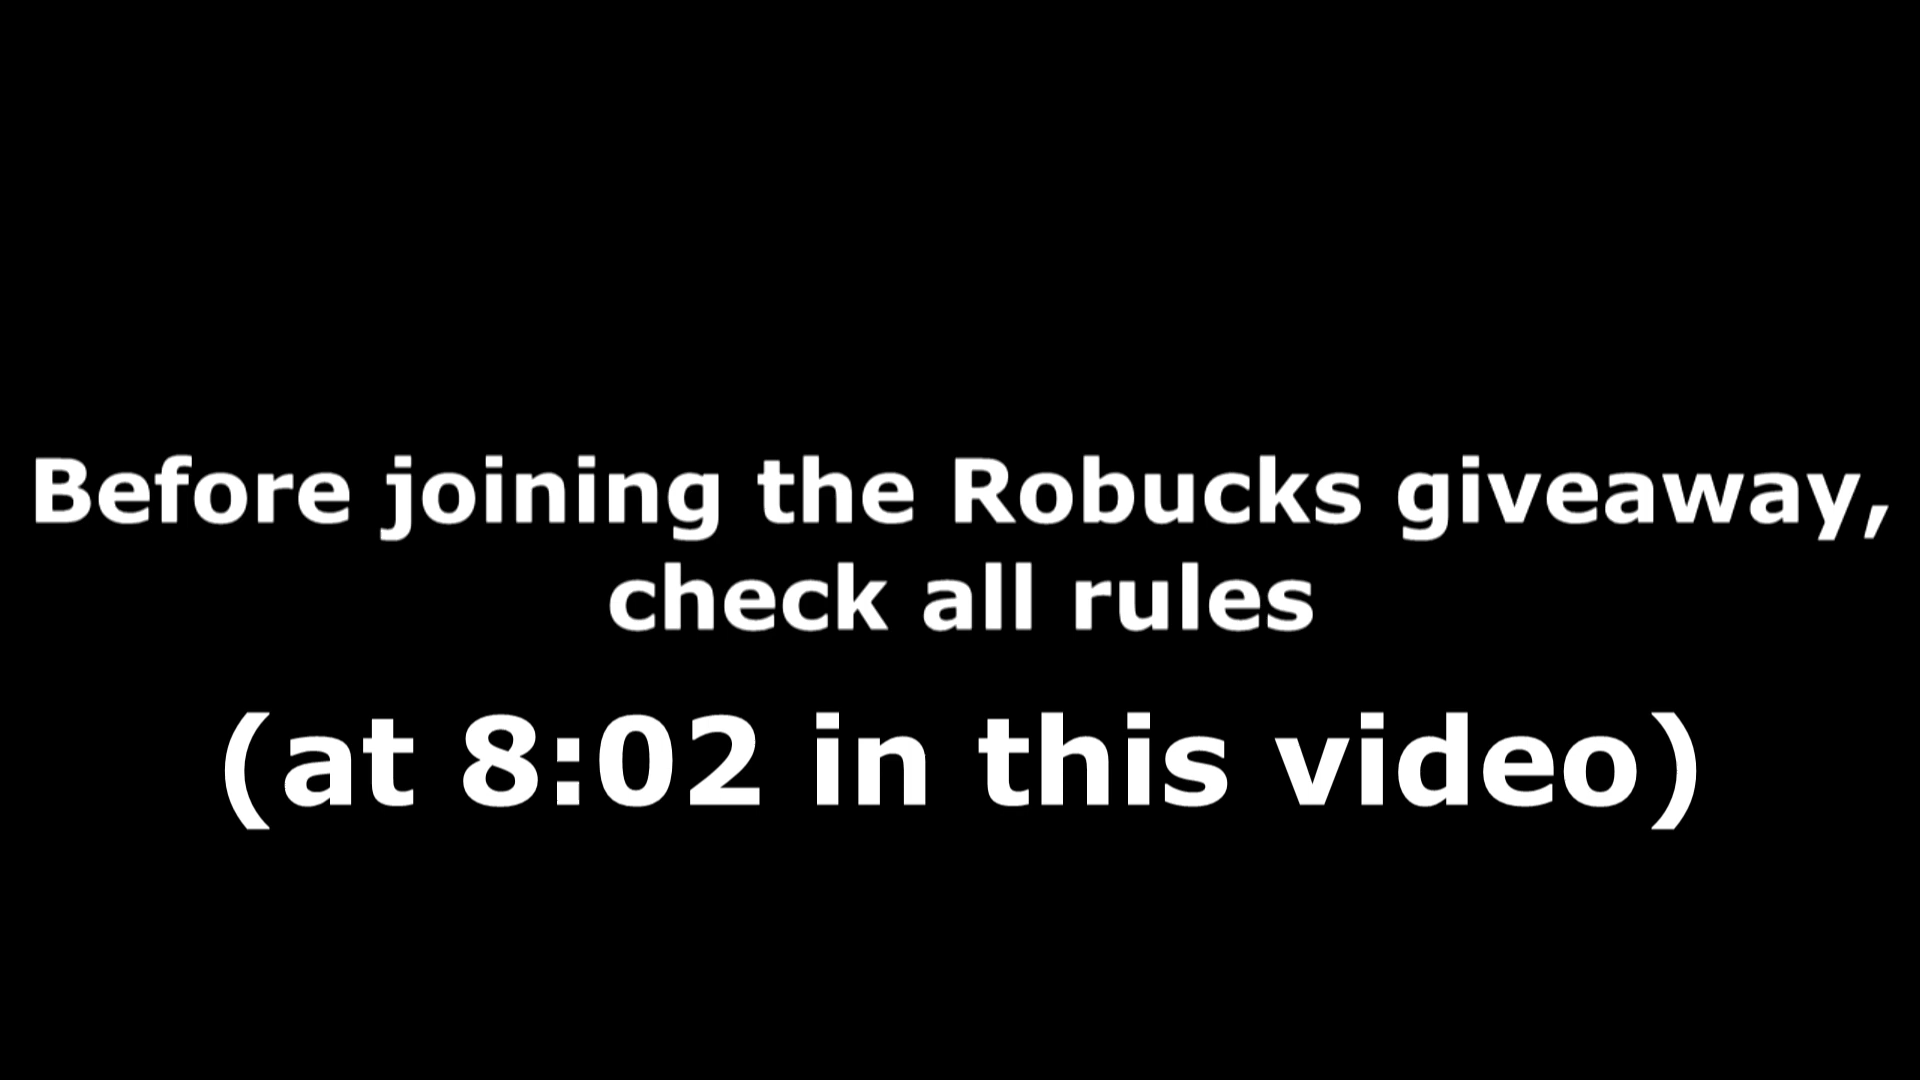 Before joining the Robucks giveaway,
check all rules
(at 8:02 in this video)